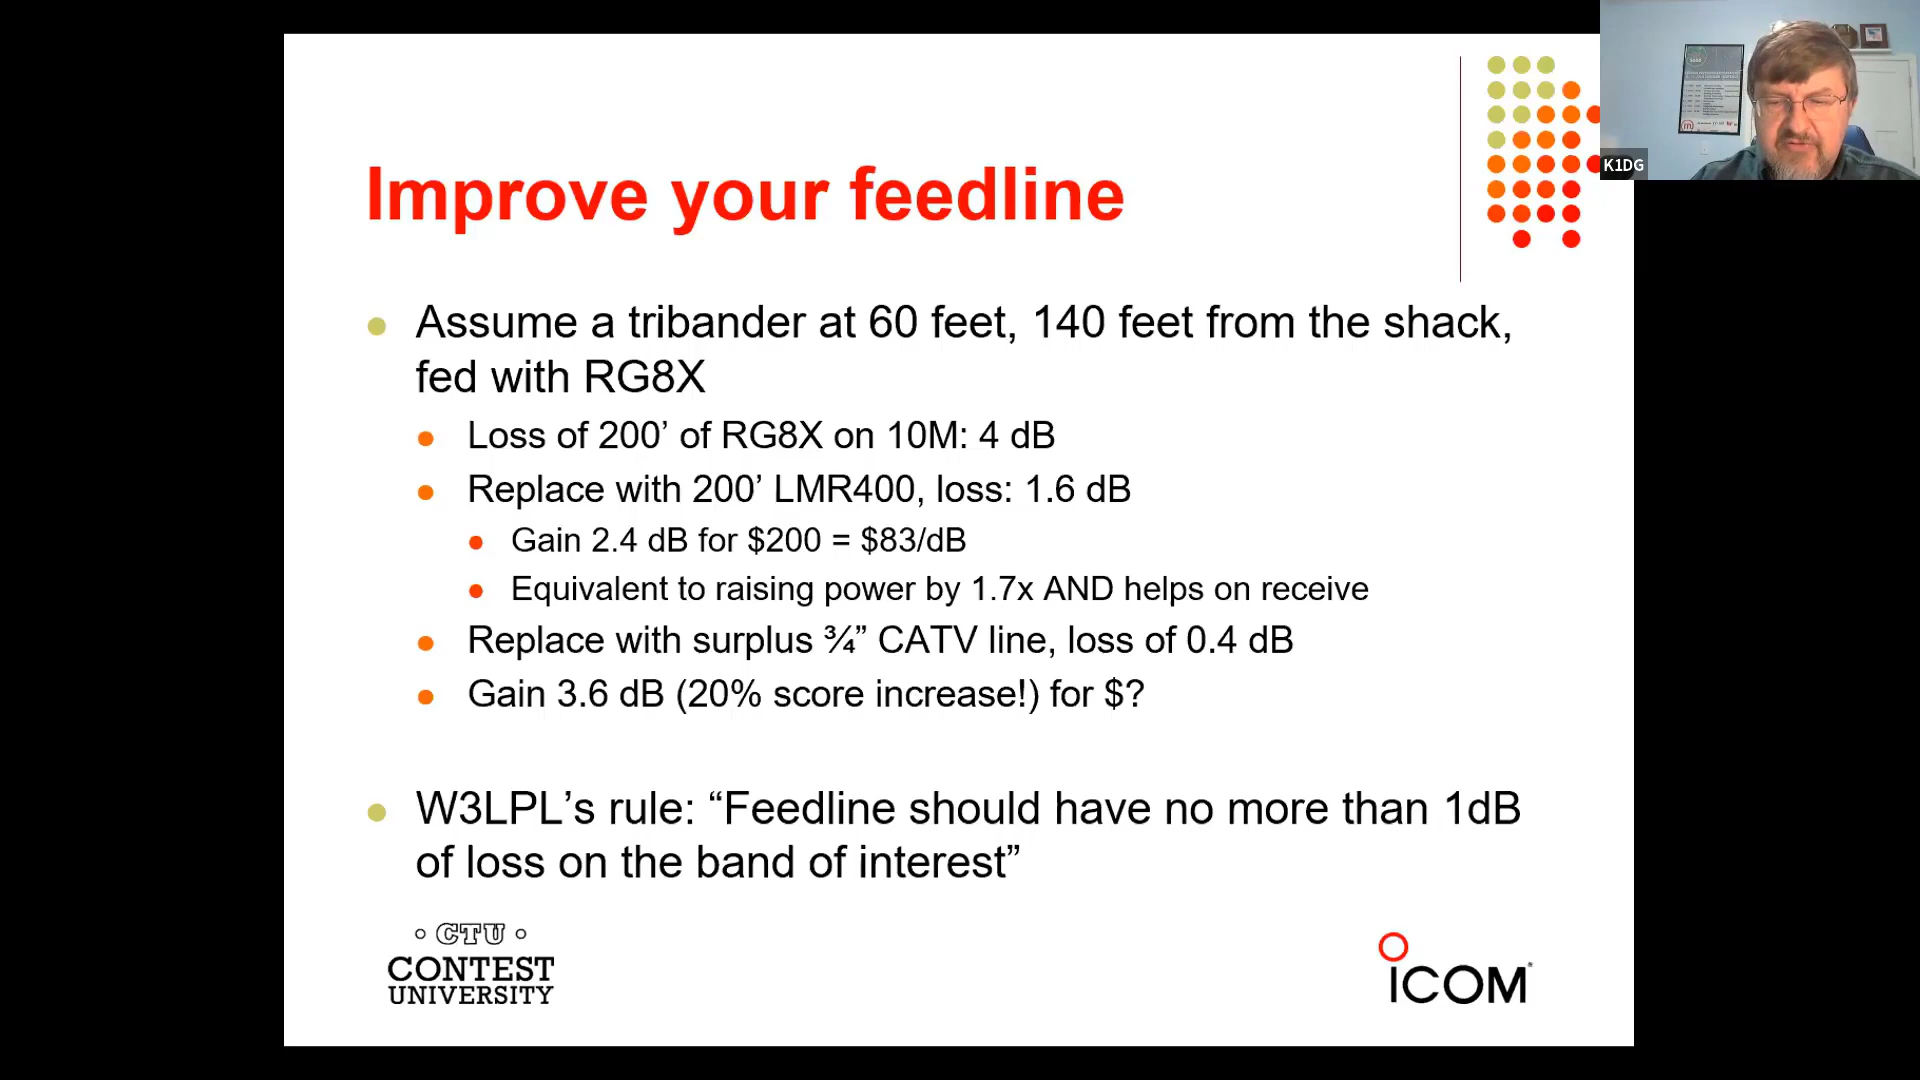 K1DG
Improve your feedline
Assume a tribander at 60 feet, 140 feet from the shack,
fed with RG8X
Loss of 200’ of RG8X on 10M: 4 dB
Replace with 200’ LMR400, loss: 1.6 dB
Gain 2.4 dB for $200 = $83/dB
Equivalent to raising power by 1.7x AND helps on receive
Replace with surplus ¾” CATV line, loss of 0.4 dB
Gain 3.6 dB (20% score increase!) for $?
W3LPL’s rule: “Feedline should have no more than 1dB
of loss on the band of interest”
CTU
CONTEST
UNIVERSITY
ICOM